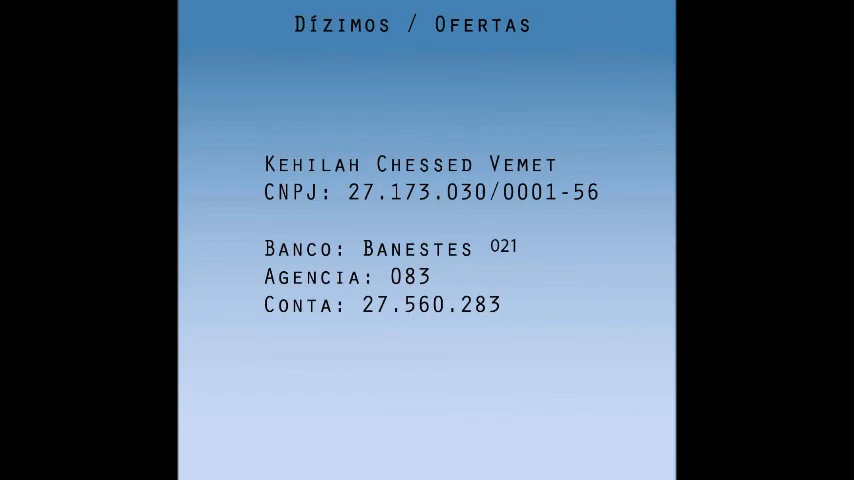 Dízimos / Ofertas
Kehilah Chessed Vemet
CNPJ: 27.173.030/0001-56
Banco: Banestes 021
Agencia: 083
Conta: 27.560.283